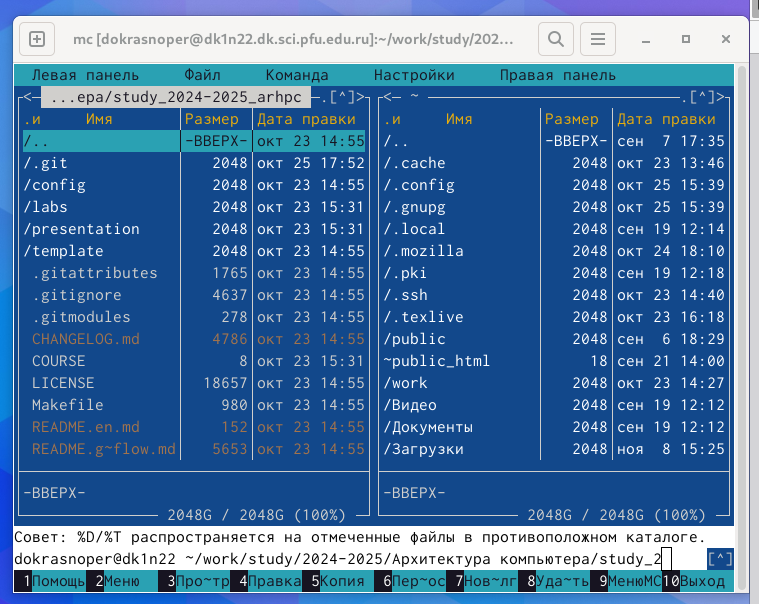 mc [dokrasnoper@dk1n22.dk.sci.pfu.edu.ru]:~/work/study/202...
Левая панель Файл Команда Настройки Правая панель
<— ...epa/study_2024-2025_arhpc —.[^]>
.и Имя Размер Дата правки
/.. -ВВЕРХ- окт 23 14:55
/.git 2048 окт 25 17:52
/config 2048 окт 23 14:55
/labs 2048 окт 23 15:31
/presentation 2048 окт 23 15:31
/template 2048 окт 23 14:55
.gitattributes 1765 окт 23 14:55
.gitignore 4637 окт 23 14:55
.gitmodules 278 окт 23 14:55
CHANGELOG.md 4786 окт 23 14:55
COURSE 8 окт 23 15:31
LICENSE 18657 окт 23 14:55
Makefile 980 окт 23 14:55
README.en.md 152 окт 23 14:55
README.g~flow.md 5653 окт 23 14:55
-ВВЕРХ-
2048G / 2048G (100%)
<— ~ —.[^]>
.и Имя Размер Дата правки
/.. -ВВЕРХ- сен 7 17:35
/.cache 2048 окт 23 13:46
/.config 2048 окт 25 15:39
/.gnupg 2048 окт 25 15:39
/.local 2048 сен 19 12:14
/.mozilla 2048 окт 24 18:10
/.pki 2048 сен 19 12:18
/.ssh 2048 окт 23 14:40
/.texlive 2048 окт 23 16:18
/public 2048 сен 6 18:29
~public_html 18 сен 21 14:00
/work 2048 окт 23 14:27
/Видео 2048 сен 19 12:12
/Документы 2048 сен 19 12:12
/Загрузки 2048 ноя 8 15:25
-ВВЕРХ-
2048G / 2048G (100%)
Совет: %D/%T распространяется на отмеченные файлы в противоположном каталоге.
dokrasnoper@dk1n22 ~/work/study/2024-2025/Архитектура компьютера/study_2 [^]
1Помощь 2Меню 3Про~тр 4Правка 5Копия 6Пер~ос 7Нов~лг 8Уда~ть 9МенюМС 10Выход